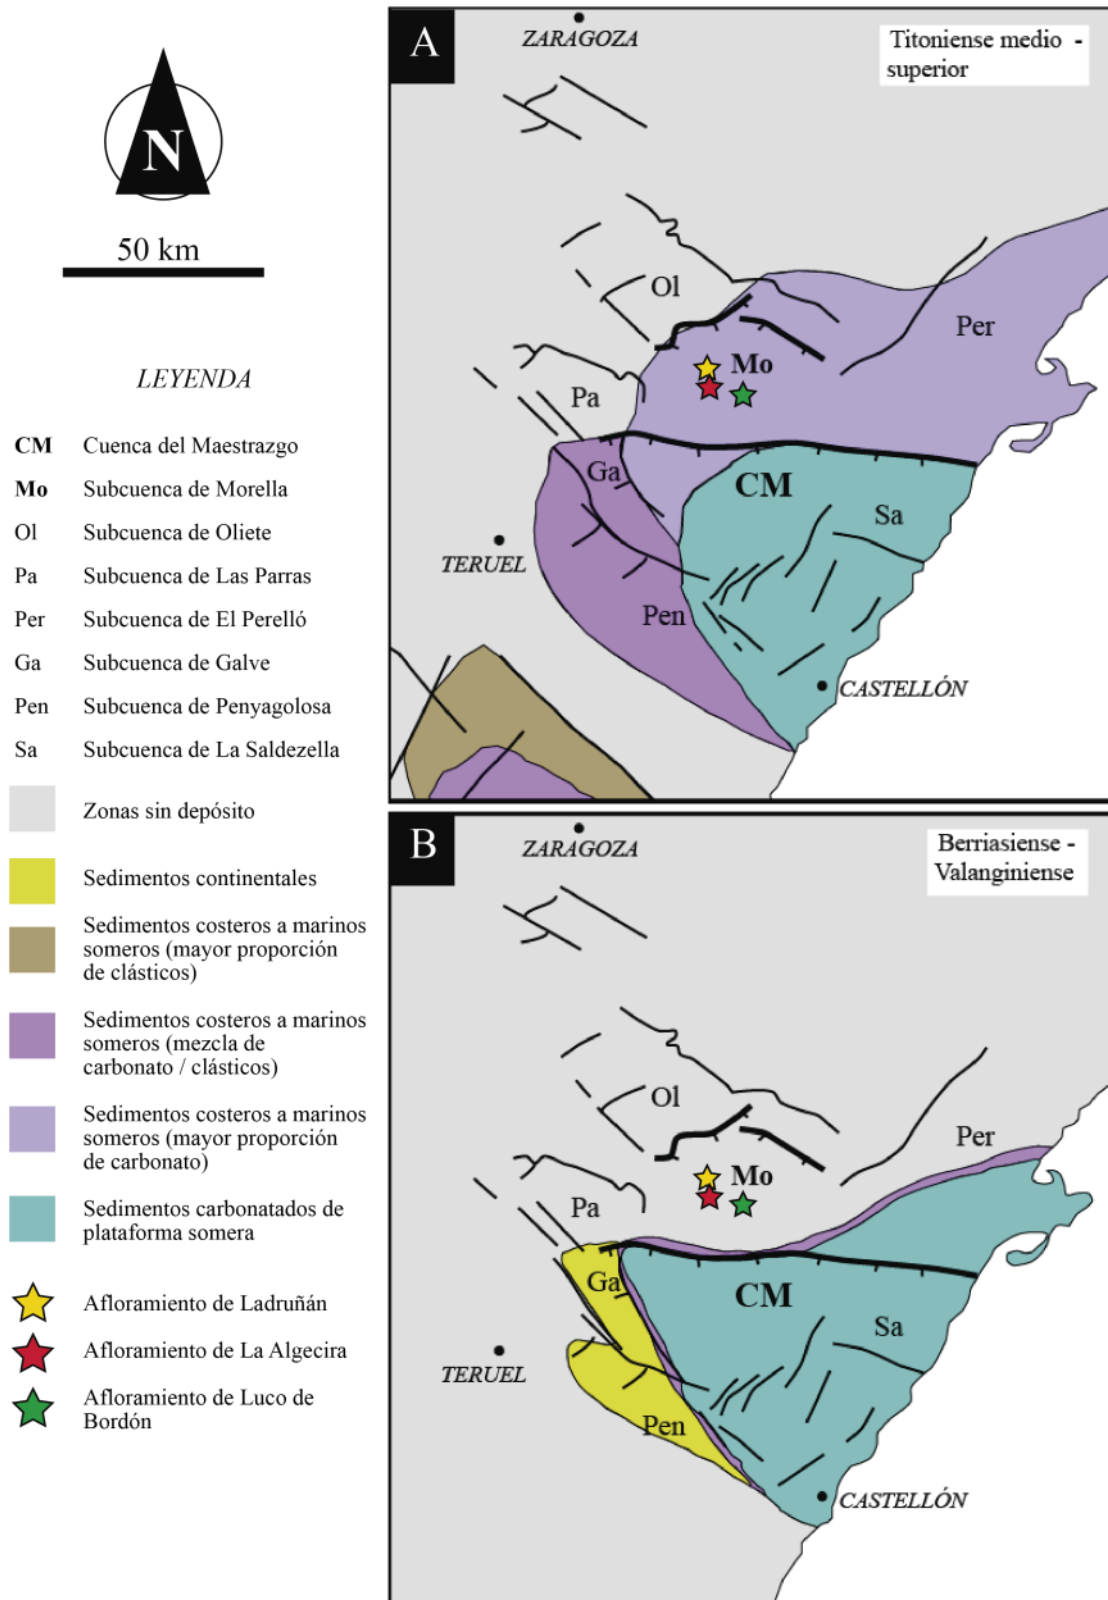 N
50 km
LEYENDA
CM Cuenca del Maestrazgo
Mo Subcuenca de Morella
Ol Subcuenca de Oliete
Pa Subcuenca de Las Parras
Per Subcuenca de El Perelló
Ga Subcuenca de Galve
Pen Subcuenca de Penyagolosa
Sa Subcuenca de La Saldezella
Zonas sin depósito
Sedimentos continentales
Sedimentos costeros a marinos
someros (mayor proporción
de clásticos)
Sedimentos costeros a marinos
someros (mezcla de
carbonato / clásticos)
Sedimentos costeros a marinos
someros (mayor proporción
de carbonato)
Sedimentos carbonatados de
plataforma somera
Afloramiento de Ladruñán
Afloramiento de La Algecira
Afloramiento de Luco de
Bordón
A
ZARAGOZA
Titoniense medio -
superior
Ol
Per
Mo
Pa
Ga
CM
Sa
TERUEL
Pen
CASTELLÓN
B
ZARAGOZA
Berriasiense -
Valanginiense
Ol
Per
Mo
Pa
Ga
CM
Sa
TERUEL
Pen
CASTELLÓN